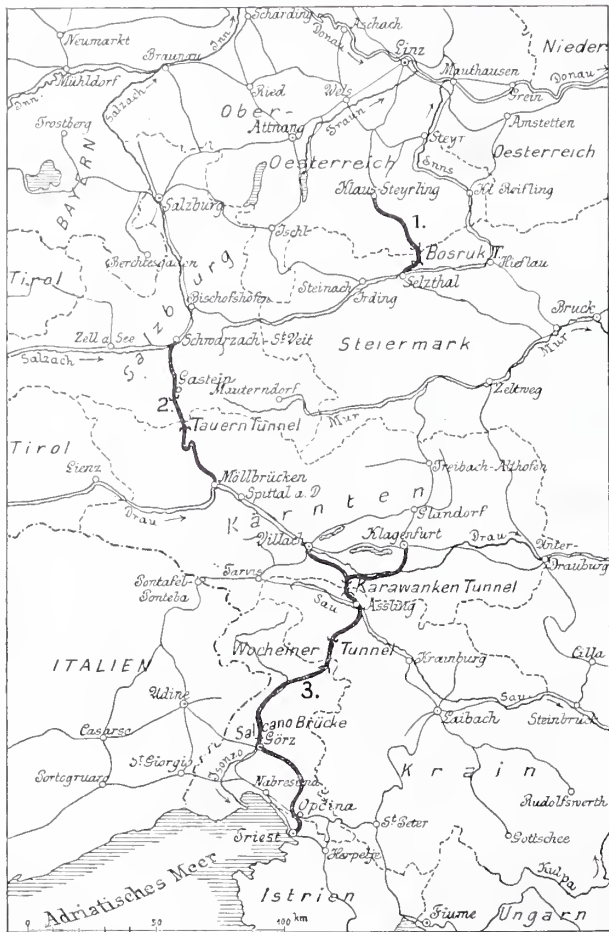 Schärding
Aschach
Neumarkt
Inn
Donau
Linz
Nieder-
Braunau
Mauthausen
Donau
Mühldorf
Inn
Salzach
Ried
Wels
Grein
Ober-
Traun
Trostberg
Attnang
Steyr
Amstetten
Oesterreich
Enns
Oesterreich
BAYERN
Klaus-Steyrling
Kl. Reifling
Salzburg
1.
Ischl
Bosruk T.
Berchtesgaden
Hieflau
Tirol
Steinach
Selzthal
Irding
Bischofshofen
Bruck
Salzburg
Mur
Zell a. See
Schwarzach-St. Veit
Steiermark
Salzach
Gastein
Mauterndorf
Zeltweg
2.
Mur
Tauern Tunnel
Tirol
Lienz
Treibach-Althofen
Möllbrücken
Spittal a. D
Drau
Kärnten
Glandorf
Villach
Klagenfurt
Drau
Unter-
Drauburg
Tarvis
Pontafel-
Ponteba
Karawanken Tunnel
Sau
Assling
Wocheiner Tunnel
Cilla
ITALIEN
Krainburg
3.
Udine
Sau
Salcano Brücke
Laibach
Steinbrück
Casarsa
Görz
St. Giorgio
Isonzo
Krain
Portogruaro
Nabresina
Rudolfswerth
Opčina
St Peter
Triest
Gottschee
Herpelje
Kulpa
Adriatisches Meer
Istrien
Fiume
Ungarn
0
50
100 km